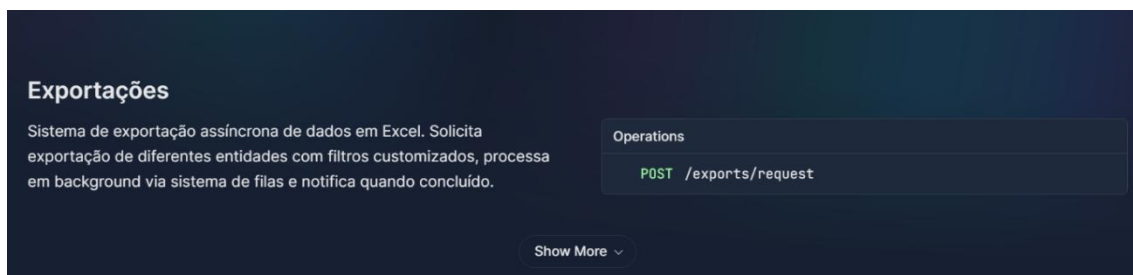 Exportações
Sistema de exportação assíncrona de dados em Excel. Solicita
exportação de diferentes entidades com filtros customizados, processa
em background via sistema de filas e notifica quando concluído.
Operations
POST /exports/request
Show More